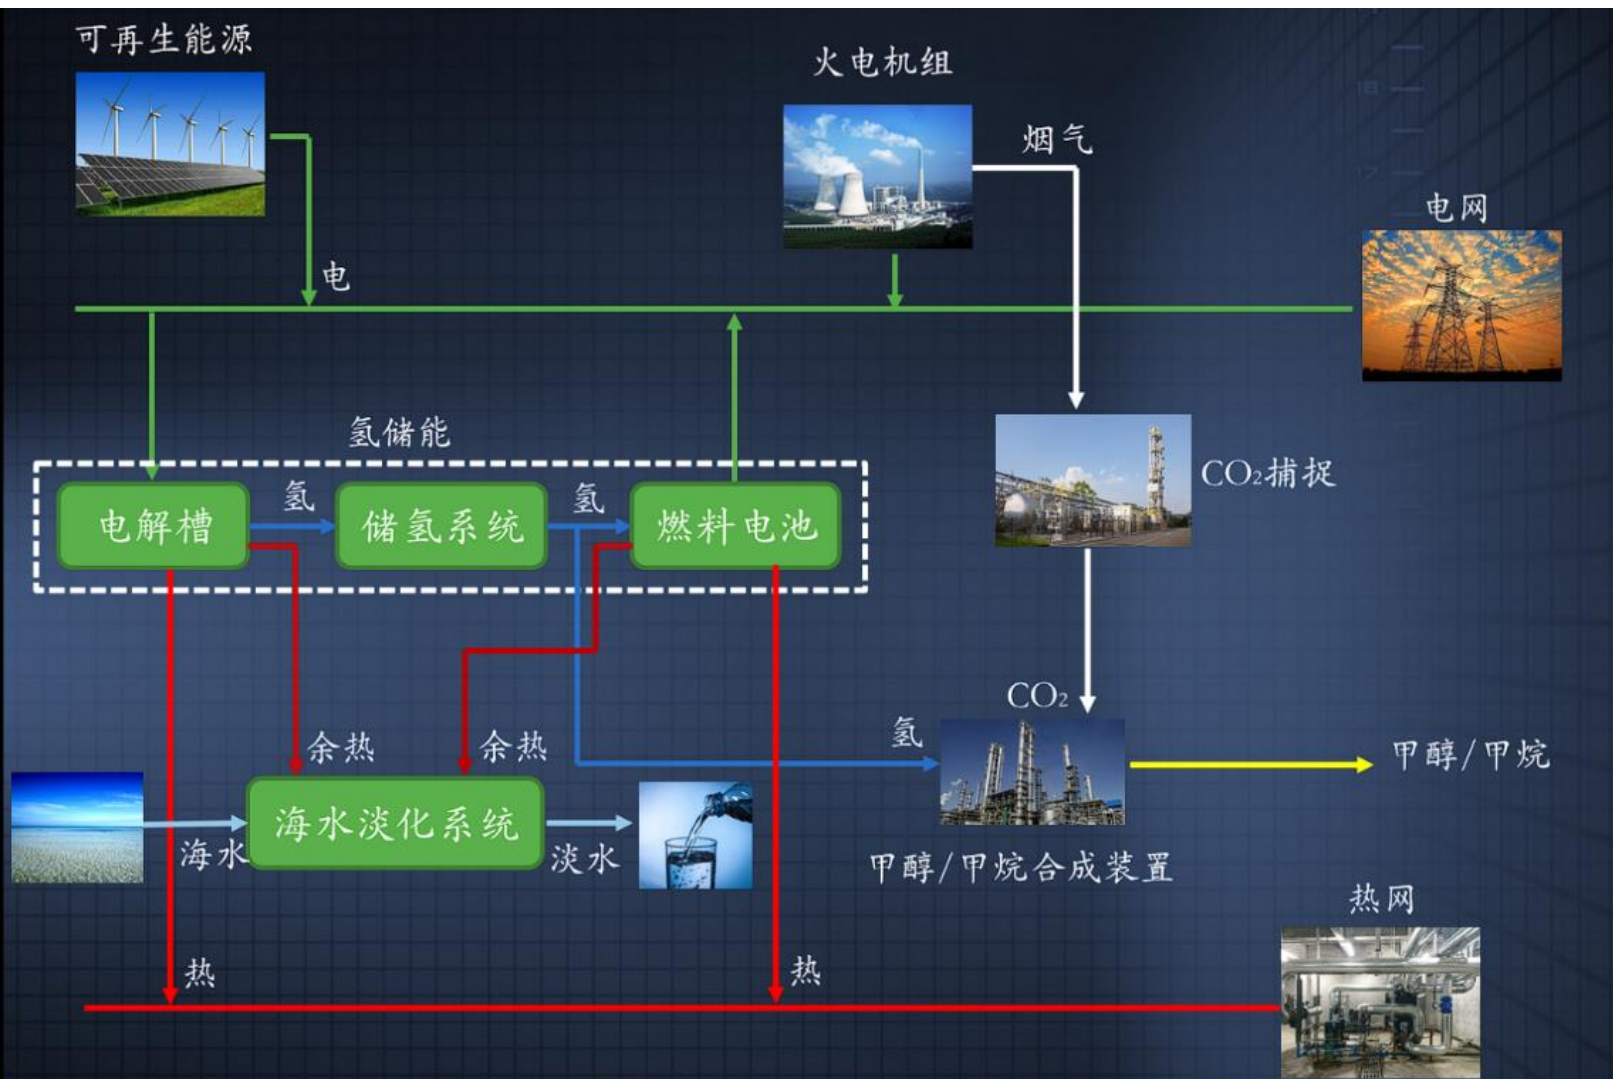 可再生能源
火电机组
烟气
电网
电
氢储能
电解槽
氢
储氢系统
氢
燃料电池
CO₂捕捉
CO₂
氢
余热
余热
甲醇/甲烷
海水淡化系统
海水
淡水
甲醇/甲烷合成装置
热网
热
热
18
17